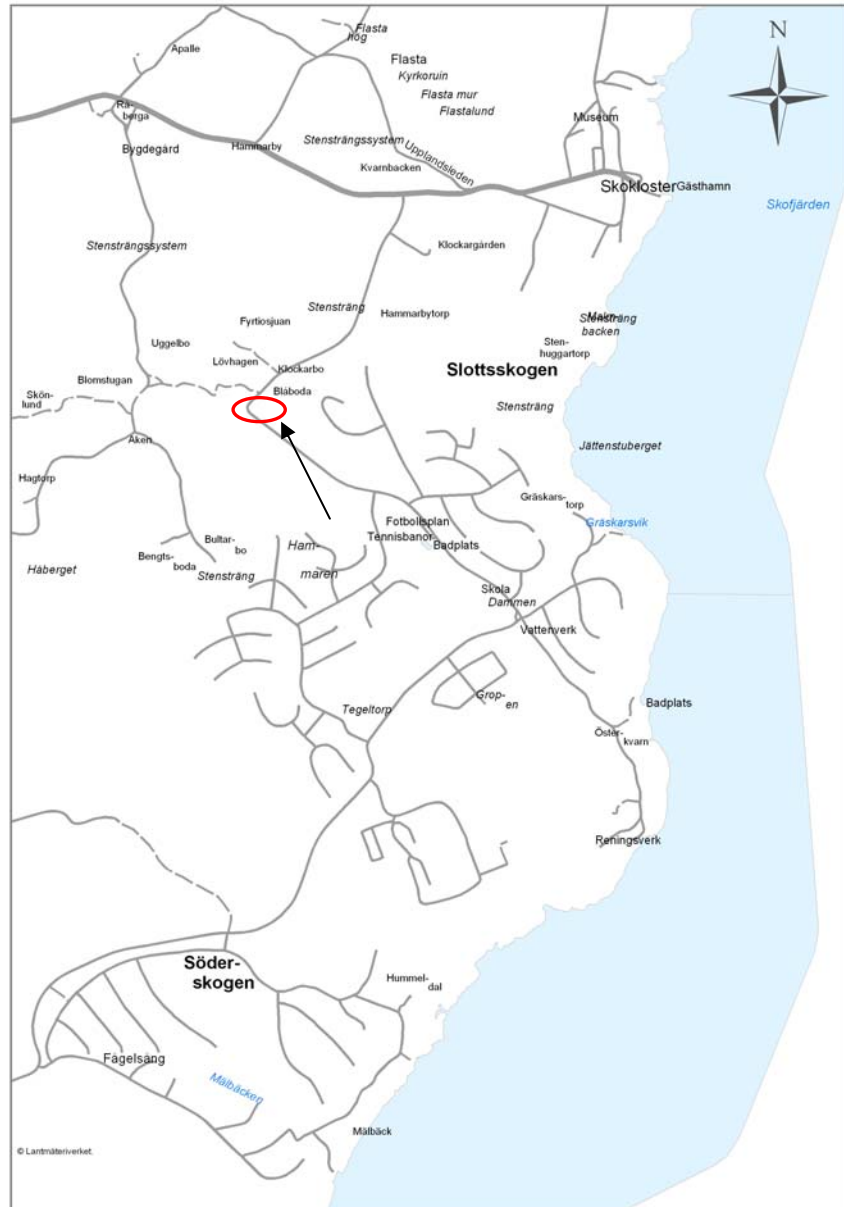 Flasta
hög
N
Apalle
Flasta
Kyrkoruin
Flasta mur
Flastalund
Rå-
berga
Museum
Bygdegård
Hammarby
Stensträngssystem
Upplandsleden
Kvarnbacken
Skokloster
Gästhamn
Skofjärden
Stensträngssystem
Klockargården
Stensträng
Hammarbytorp
Fyrtiosjuan
Stensträng
backen
Uggelbo
Sten-
huggartorp
Lövhagen
Klockarbo
Slottsskogen
Blomstugan
Blåboda
Skön-
lund
Stensträng
Åken
Jättenstuberget
Hagtorp
Gräskars-
torp
Fotbollsplan
Gräskarsvik
Tennisbanor
Badplats
Bultar-
bo
Ham-
maren
Bengts-
boda
Stensträng
Håberget
Skola
Dammen
Vattenverk
Grop-
en
Badplats
Tegeltorp
Öster-
kvarn
Reningsverk
Söder-
skogen
Hummel-
dal
Fågelsång
Mälbäcken
Mälbäck
© Lantmäteriverket.